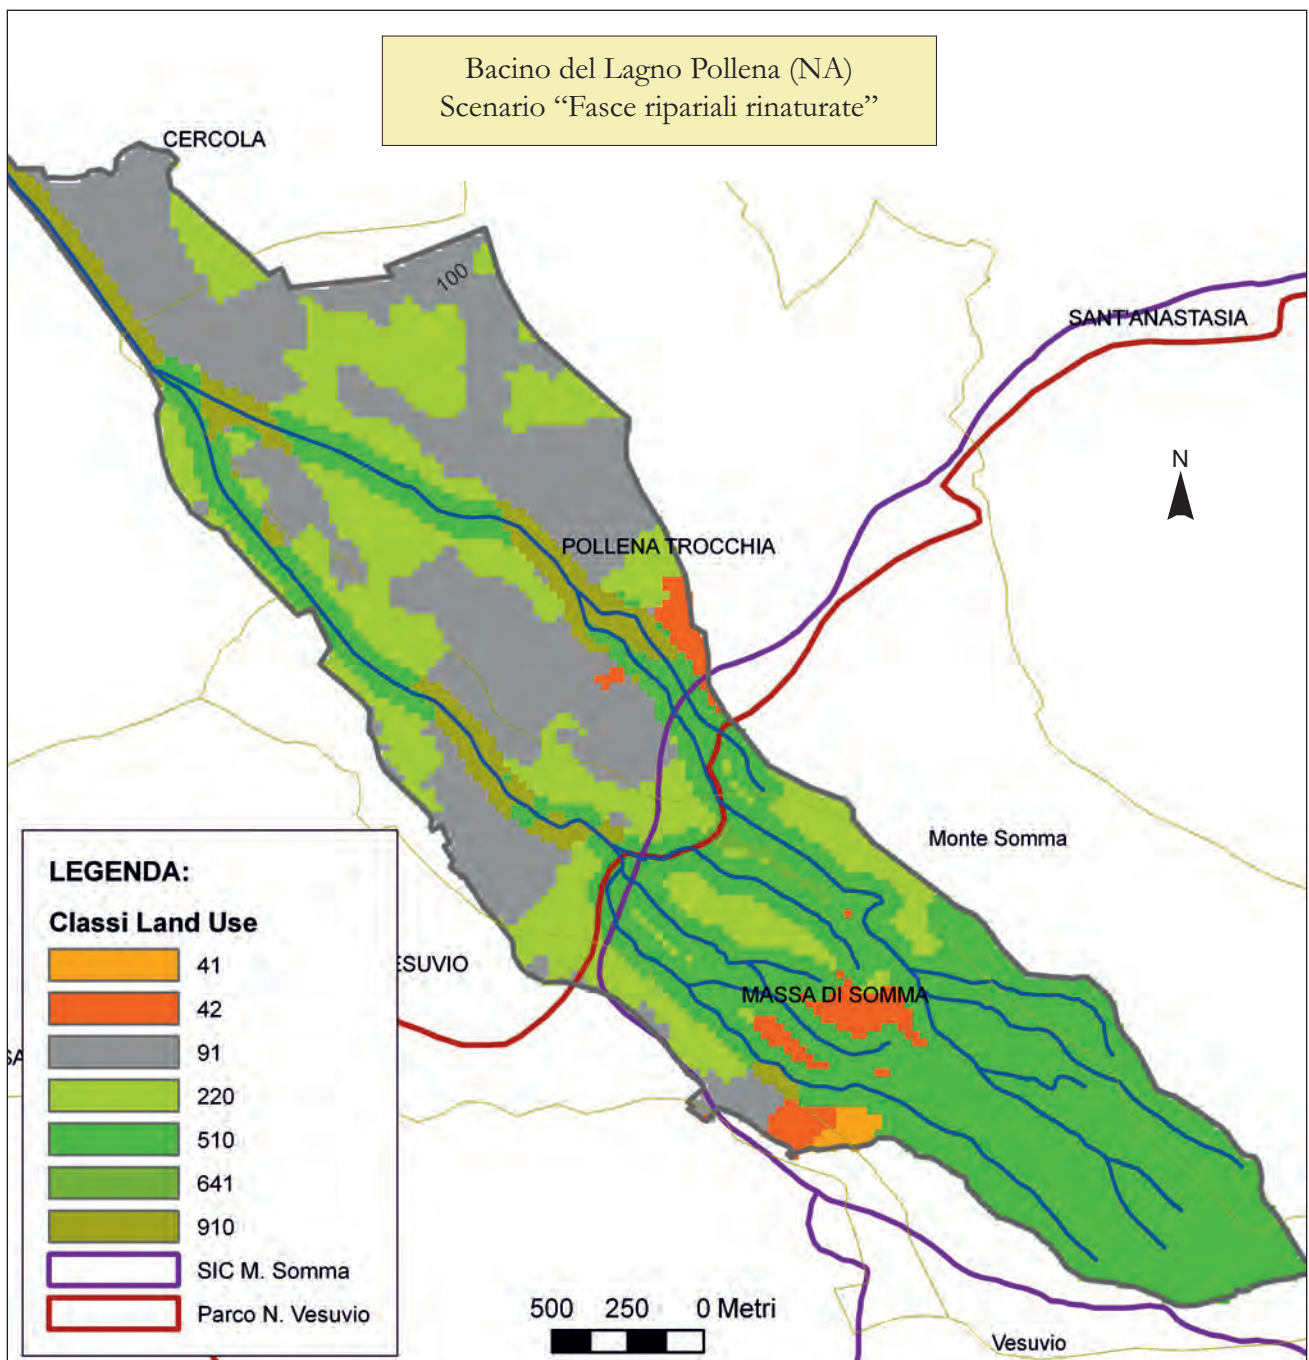 Bacino del Lagno Pollena (NA)
Scenario “Fasce ripariali rinaturate”
CERCOLA
100
SANT'ANASTASIA
N
POLLENA TROCCHIA
Monte Somma
ESUVIO
MASSA DI SOMMA
SA
LEGENDA:
Classi Land Use
41
42
91
220
510
641
910
SIC M. Somma
Parco N. Vesuvio
500 250 0 Metri
Vesuvio